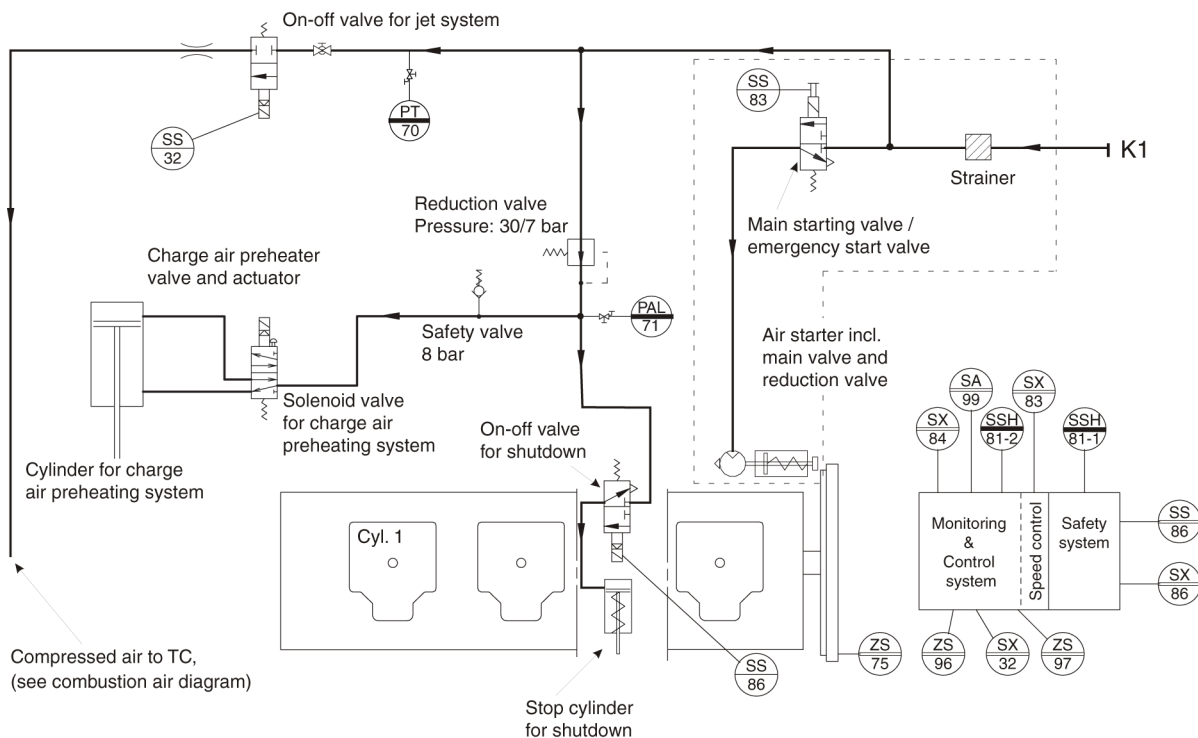 On-off valve for jet system
SS
83
PT
70
SS
32
K1
Strainer
Reduction valve
Pressure: 30/7 bar
Main starting valve /
emergency start valve
Charge air preheater
valve and actuator
PAL
71
Safety valve
8 bar
Air starter incl.
main valve and
reduction valve
Solenoid valve
for charge air
preheating system
On-off valve
for shutdown
Cylinder for charge
air preheating system
SX
84
SA
99
SSH
81-2
SX
83
SSH
81-1
Cyl. 1
Monitoring
&
Control
system
Speed control
Safety
system
SS
86
SX
86
ZS
75
ZS
96
SX
32
ZS
97
SS
86
Compressed air to TC,
(see combustion air diagram)
Stop cylinder
for shutdown